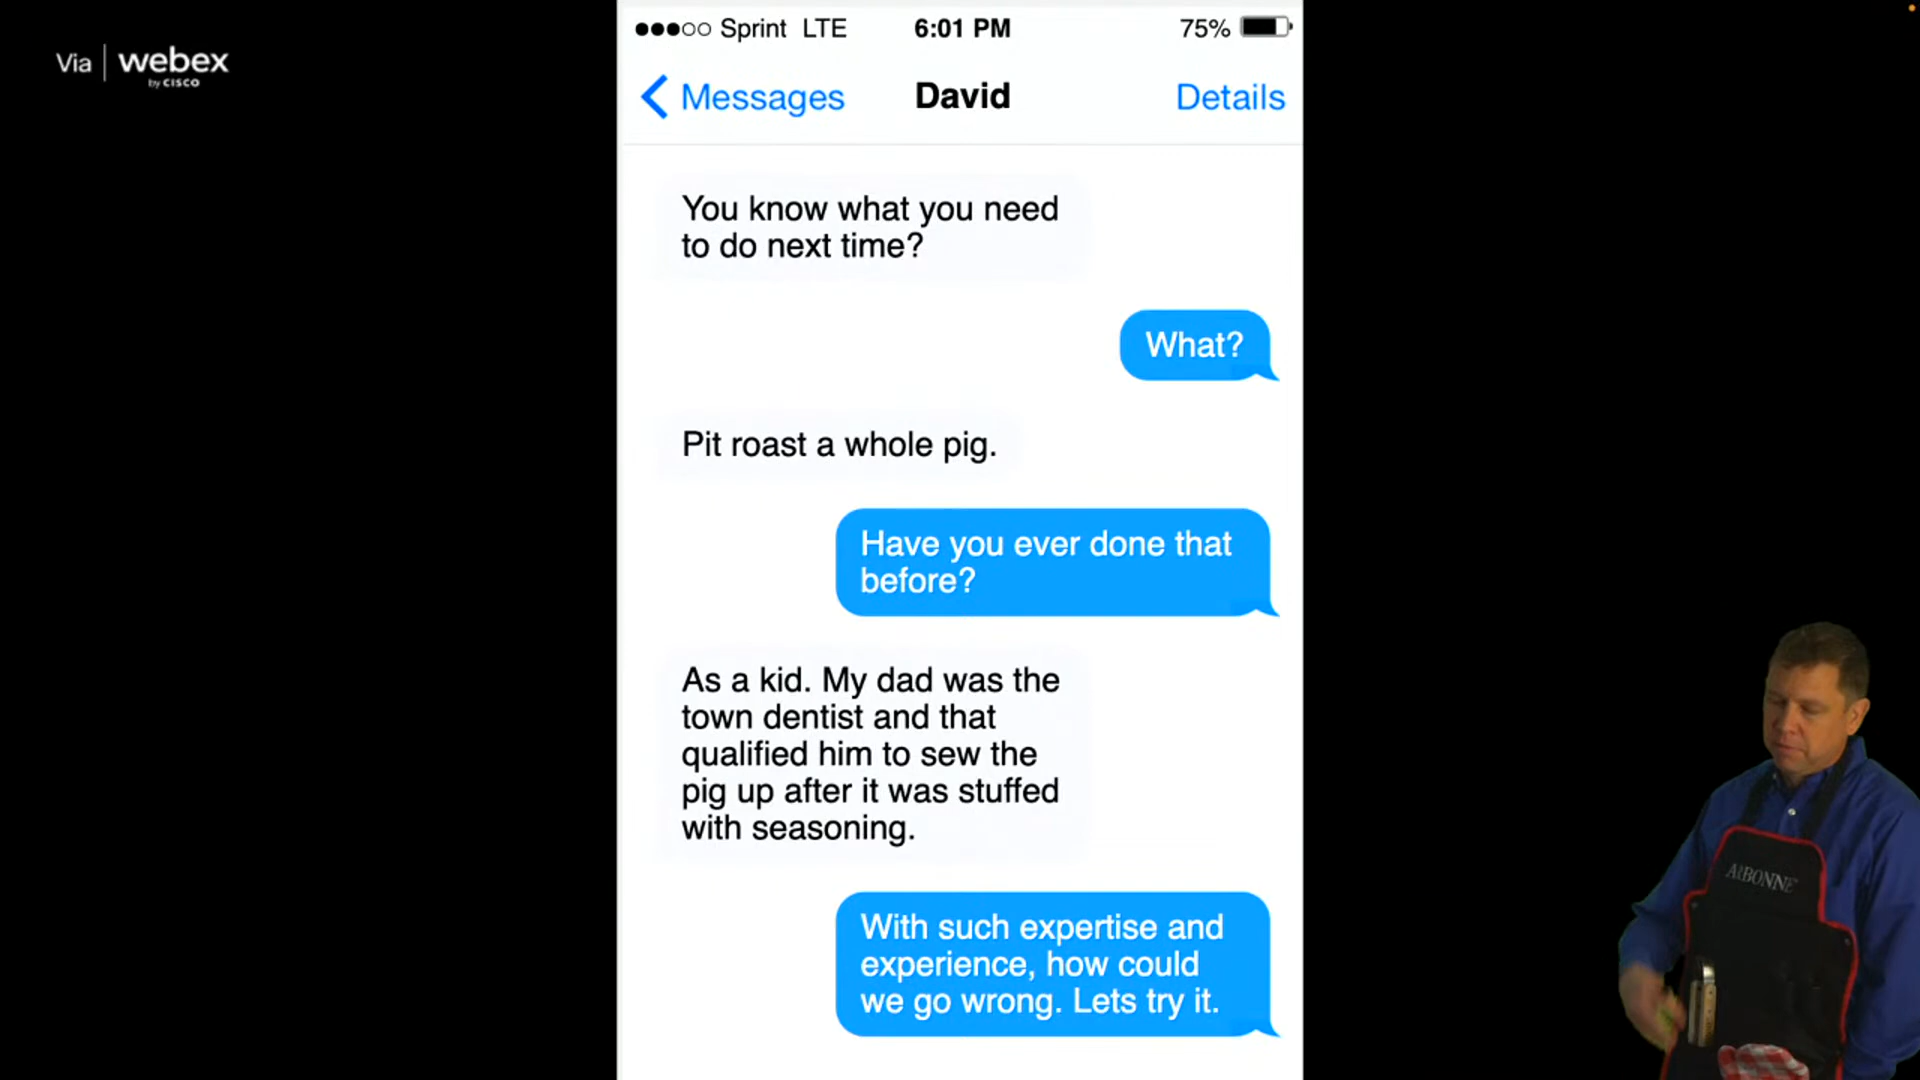 Via webex
by CISCO
Sprint LTE 6:01 PM 75%
Messages David Details
You know what you need
to do next time?
What?
Pit roast a whole pig.
Have you ever done that
before?
As a kid. My dad was the
town dentist and that
qualified him to sew the
pig up after it was stuffed
with seasoning.
With such expertise and
experience, how could
we go wrong. Lets try it.